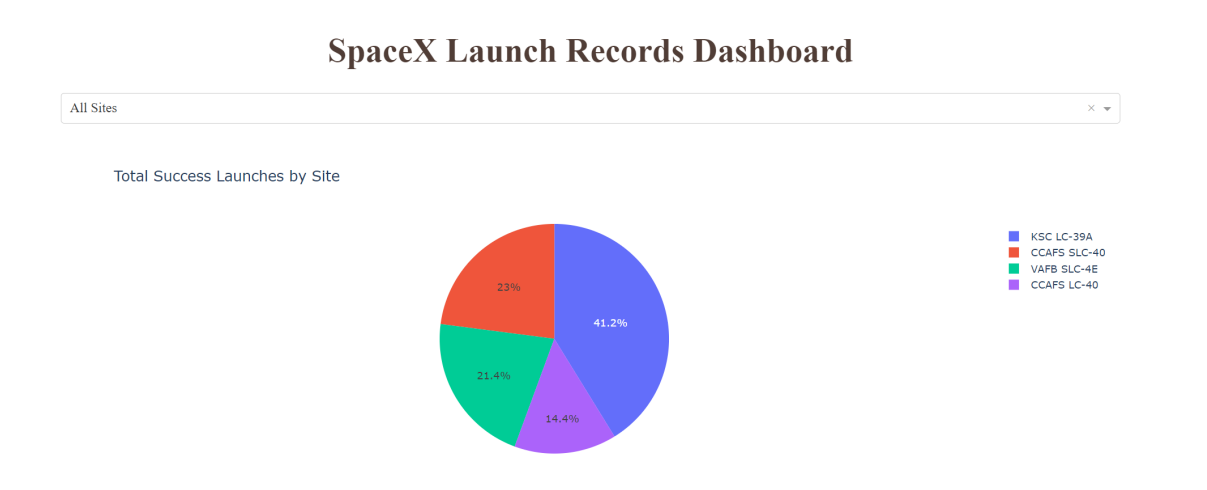 SpaceX Launch Records Dashboard
All Sites × 
Total Success Launches by Site
KSC LC-39A
CCAFS SLC-40
VAFB SLC-4E
CCAFS LC-40
23%
41.2%
21.4%
14.4%